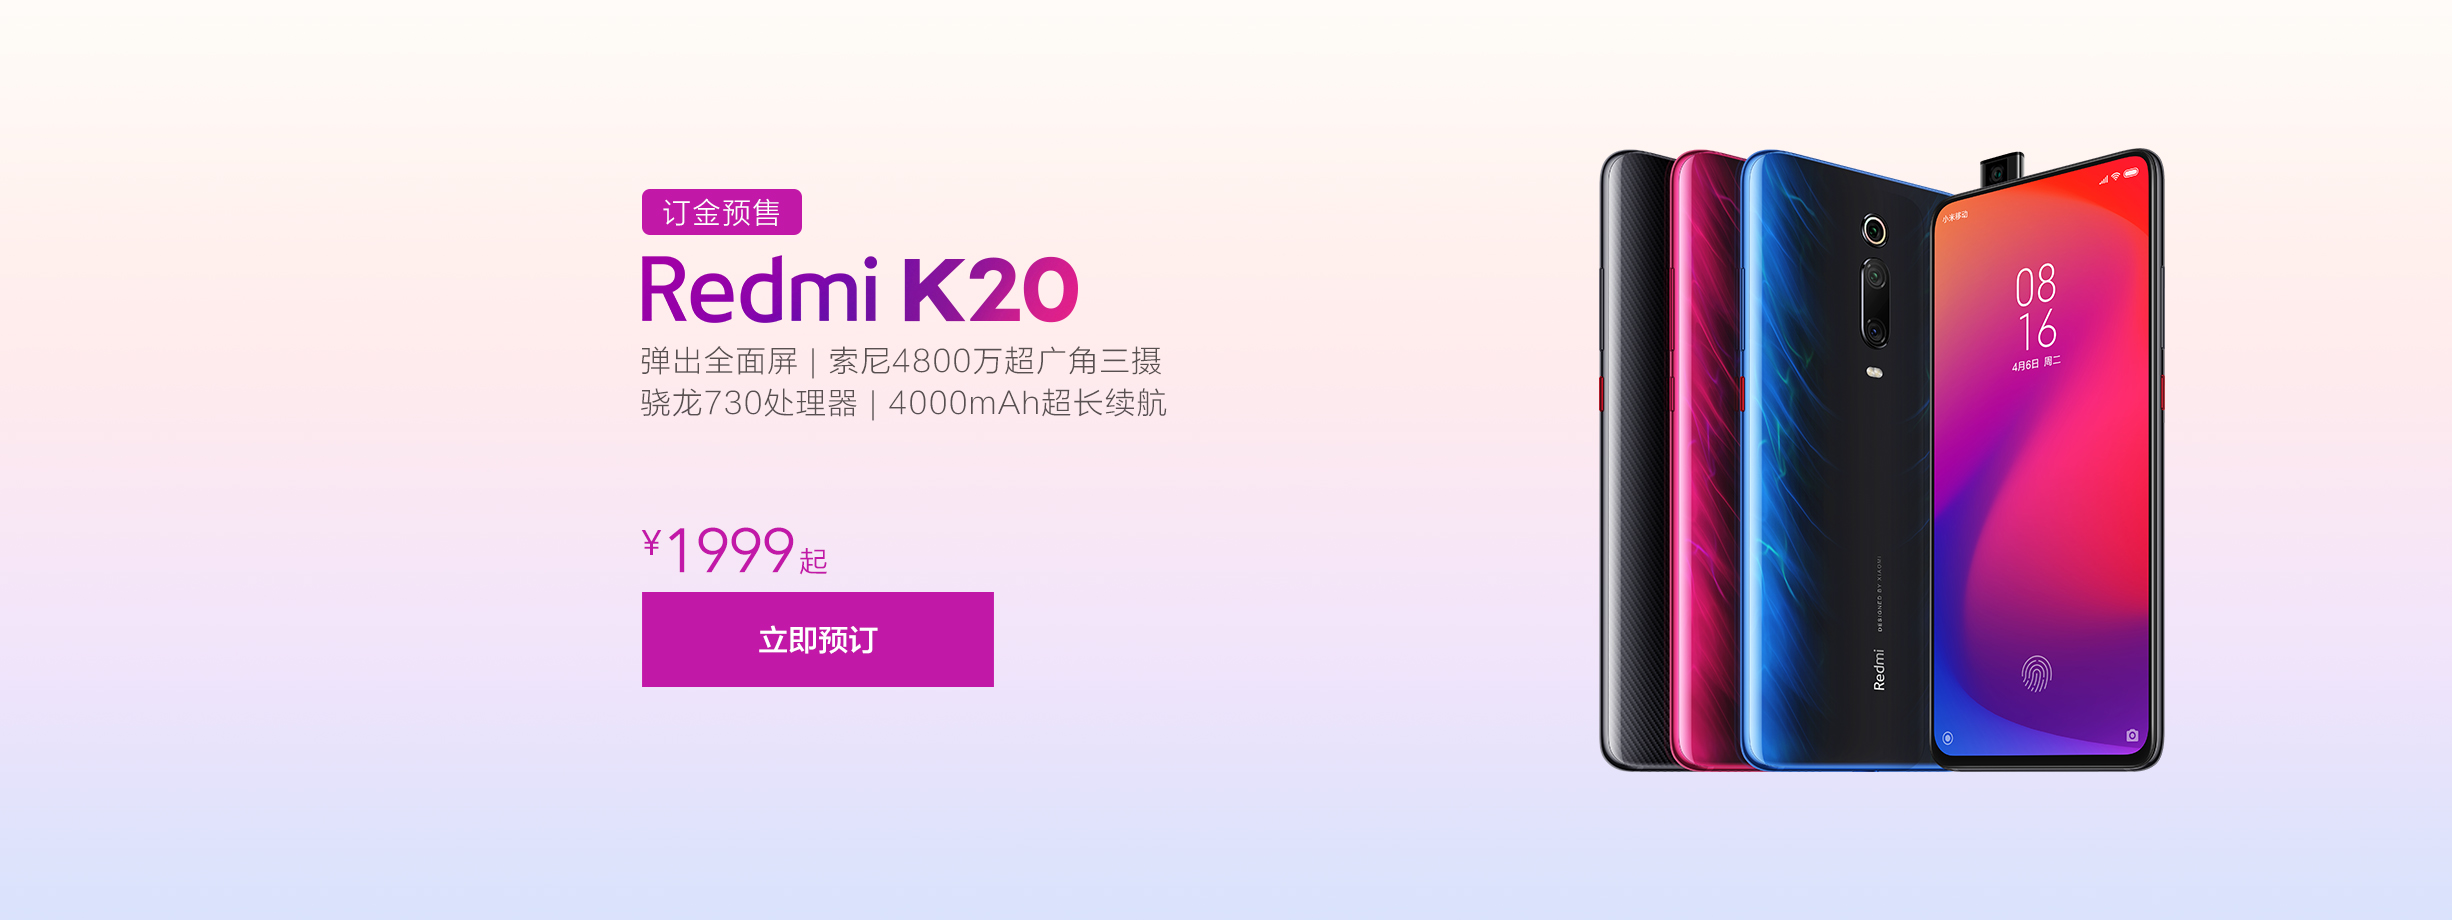 订金预售
Redmi K20
弹出全面屏 | 索尼4800万超广角三摄
骁龙730处理器 | 4000mAh超长续航
¥1999起
立即预订
小米移动
08
16
4月6日 周二
Redmi
DESIGNED BY XIAOMI